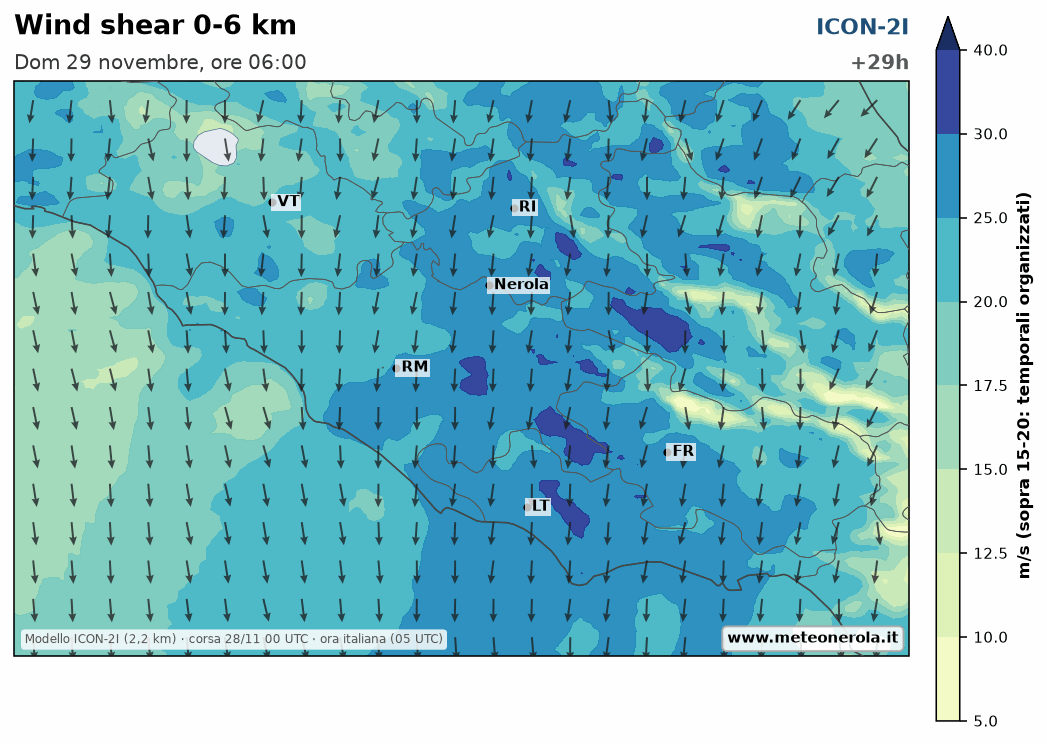 Wind shear 0-6 km
ICON-2I
Dom 29 novembre, ore 06:00
+29h
VT
RI
Nerola
RM
FR
LT
Modello ICON-2I (2,2 km) · corsa 28/11 00 UTC · ora italiana (05 UTC)
www.meteonerola.it
40.0
30.0
25.0
20.0
17.5
15.0
12.5
10.0
5.0
m/s (sopra 15-20: temporali organizzati)